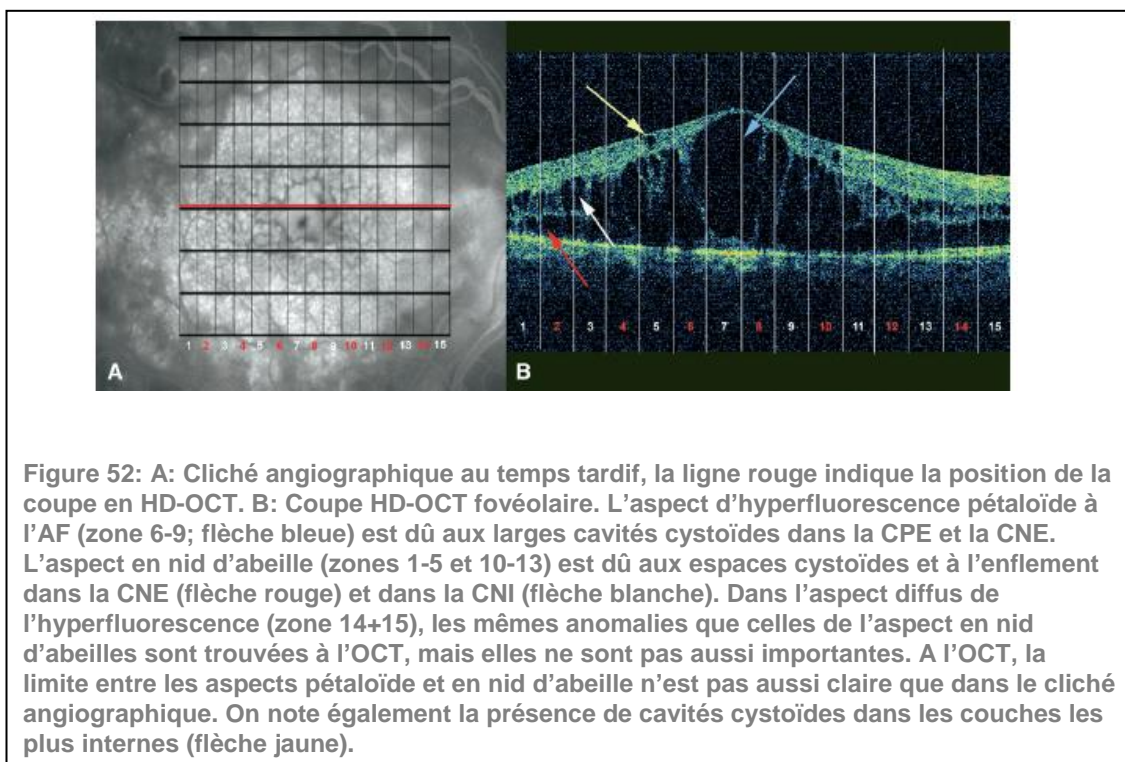 1 2 3 4 5 6 7 8 9 10 11 12 13 14 15
A
1 2 3 4 5 6 7 8 9 10 11 12 13 14 15
B
Figure 52: A: Cliché angiographique au temps tardif, la ligne rouge indique la position de la
coupe en HD-OCT. B: Coupe HD-OCT fovéolaire. L’aspect d’hyperfluorescence pétaloïde à
l’AF (zone 6-9; flèche bleue) est dû aux larges cavités cystoïdes dans la CPE et la CNE.
L’aspect en nid d’abeille (zones 1-5 et 10-13) est dû aux espaces cystoïdes et à l’enflement
dans la CNE (flèche rouge) et dans la CNI (flèche blanche). Dans l’aspect diffus de
l’hyperfluorescence (zone 14+15), les mêmes anomalies que celles de l’aspect en nid
d’abeilles sont trouvées à l’OCT, mais elles ne sont pas aussi importantes. A l’OCT, la
limite entre les aspects pétaloïde et en nid d’abeille n’est pas aussi claire que dans le cliché
angiographique. On note également la présence de cavités cystoïdes dans les couches les
plus internes (flèche jaune).